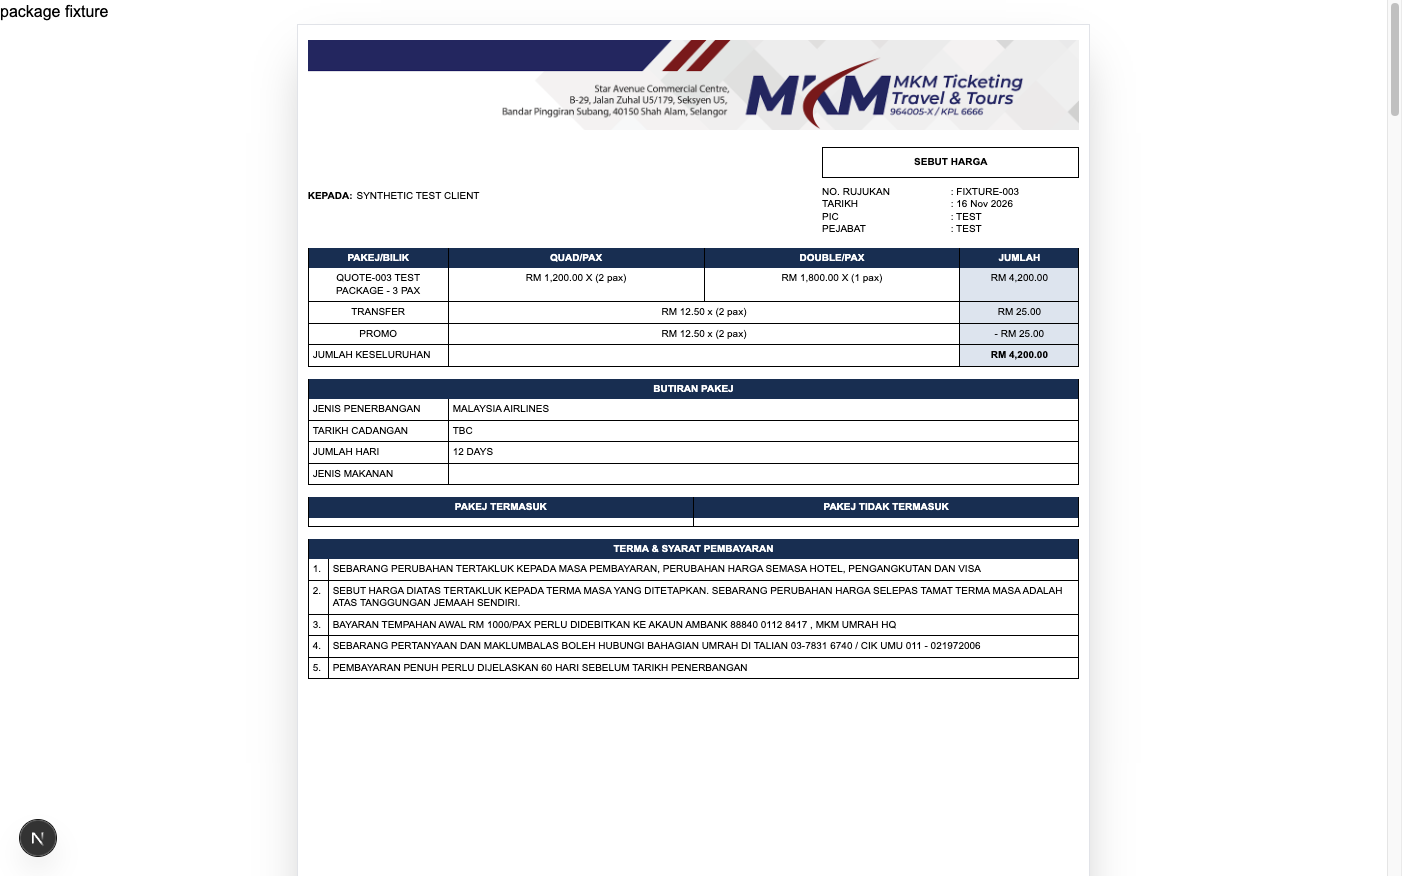 package fixture
Star Avenue Commercial Centre,
B-29, Jalan Zuhal U5/179, Seksyen U5,
Bandar Pinggiran Subang, 40150 Shah Alam, Selangor
MKM
MKM Ticketing
Travel & Tours
964005-X / KPL 6666
SEBUT HARGA
KEPADA: SYNTHETIC TEST CLIENT
NO. RUJUKAN : FIXTURE-003
TARIKH : 16 Nov 2026
PIC : TEST
PEJABAT : TEST
PAKEJ/BILIK QUAD/PAX DOUBLE/PAX JUMLAH
QUOTE-003 TEST RM 1,200.00 X (2 pax) RM 1,800.00 X (1 pax) RM 4,200.00
PACKAGE - 3 PAX
TRANSFER RM 12.50 x (2 pax) RM 25.00
PROMO RM 12.50 x (2 pax) - RM 25.00
JUMLAH KESELURUHAN RM 4,200.00
BUTIRAN PAKEJ
JENIS PENERBANGAN MALAYSIA AIRLINES
TARIKH CADANGAN TBC
JUMLAH HARI 12 DAYS
JENIS MAKANAN
PAKEJ TERMASUK PAKEJ TIDAK TERMASUK
TERMA & SYARAT PEMBAYARAN
1. SEBARANG PERUBAHAN TERTAKLUK KEPADA MASA PEMBAYARAN, PERUBAHAN HARGA SEMASA HOTEL, PENGANGKUTAN DAN VISA
2. SEBUT HARGA DIATAS TERTAKLUK KEPADA TERMA MASA YANG DITETAPKAN. SEBARANG PERUBAHAN HARGA SELEPAS TAMAT TERMA MASA ADALAH
ATAS TANGGUNGAN JEMAAH SENDIRI.
3. BAYARAN TEMPAHAN AWAL RM 1000/PAX PERLU DIDEBITKAN KE AKAUN AMBANK 88840 0112 8417 , MKM UMRAH HQ
4. SEBARANG PERTANYAAN DAN MAKLUMBALAS BOLEH HUBUNGI BAHAGIAN UMRAH DI TALIAN 03-7831 6740 / CIK UMU 011 - 021972006
5. PEMBAYARAN PENUH PERLU DIJELASKAN 60 HARI SEBELUM TARIKH PENERBANGAN
N